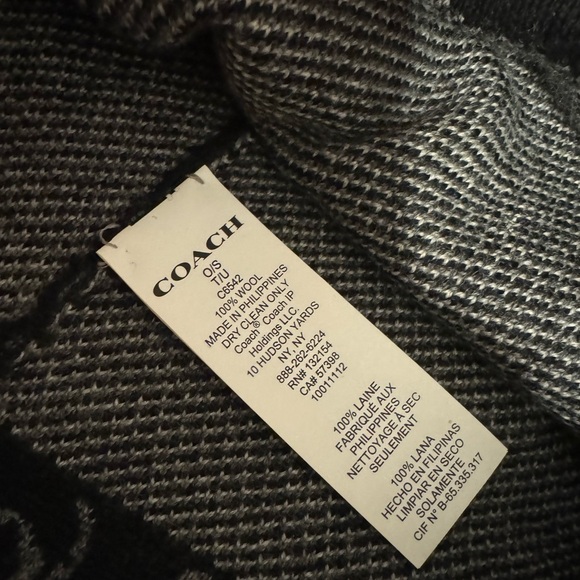 COACH
O/S
T/U
C6542
100% WOOL
MADE IN PHILIPPINES
DRY CLEAN ONLY
Coach® Coach IP
Holdings LLC
10 HUDSON YARDS
NY, NY
888-262-6224
RN# 132154
CA# 57398
10011112
100% LAINE
FABRIQUÉ AUX
PHILIPPINES
NETTOYAGE À SEC
SEULEMENT
100% LANA
HECHO EN FILIPINAS
LIMPIAR EN SECO
SOLAMENTE
CIF N° B-65.335.317